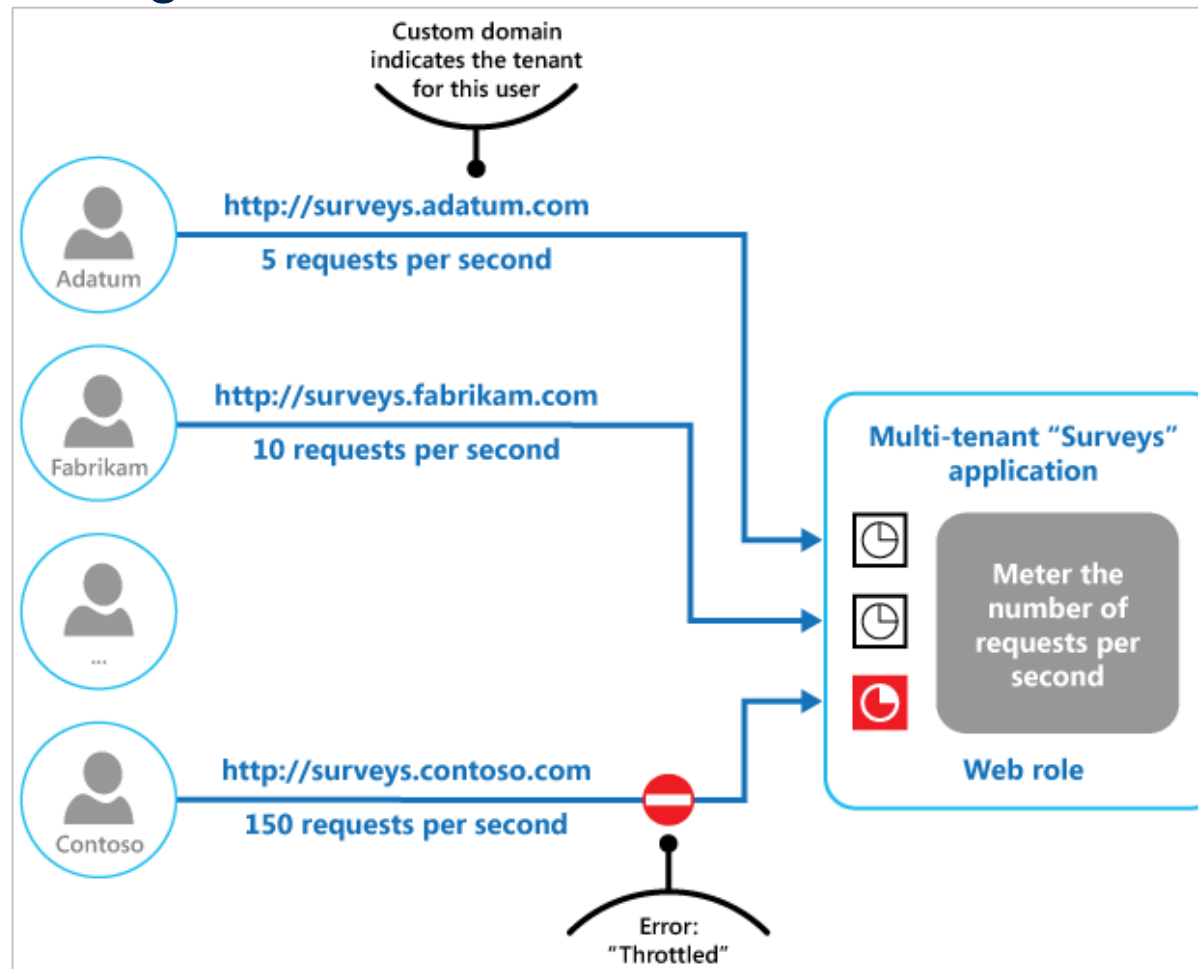 Custom domain
indicates the tenant
for this user
http://surveys.adatum.com
5 requests per second
Adatum
http://surveys.fabrikam.com
10 requests per second
Fabrikam
...
http://surveys.contoso.com
150 requests per second
Contoso
Error:
"Throttled"
Multi-tenant “Surveys”
application
Meter the
number of
requests per
second
Web role